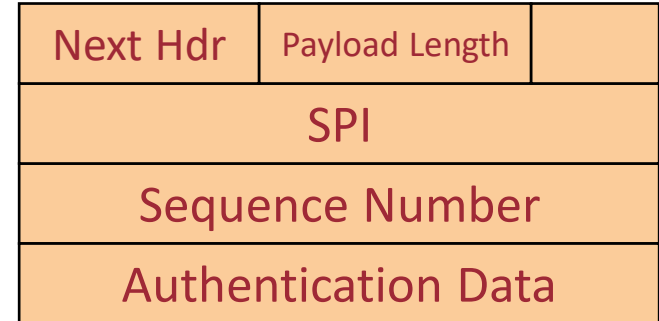 Next Hdr Payload Length
SPI
Sequence Number
Authentication Data